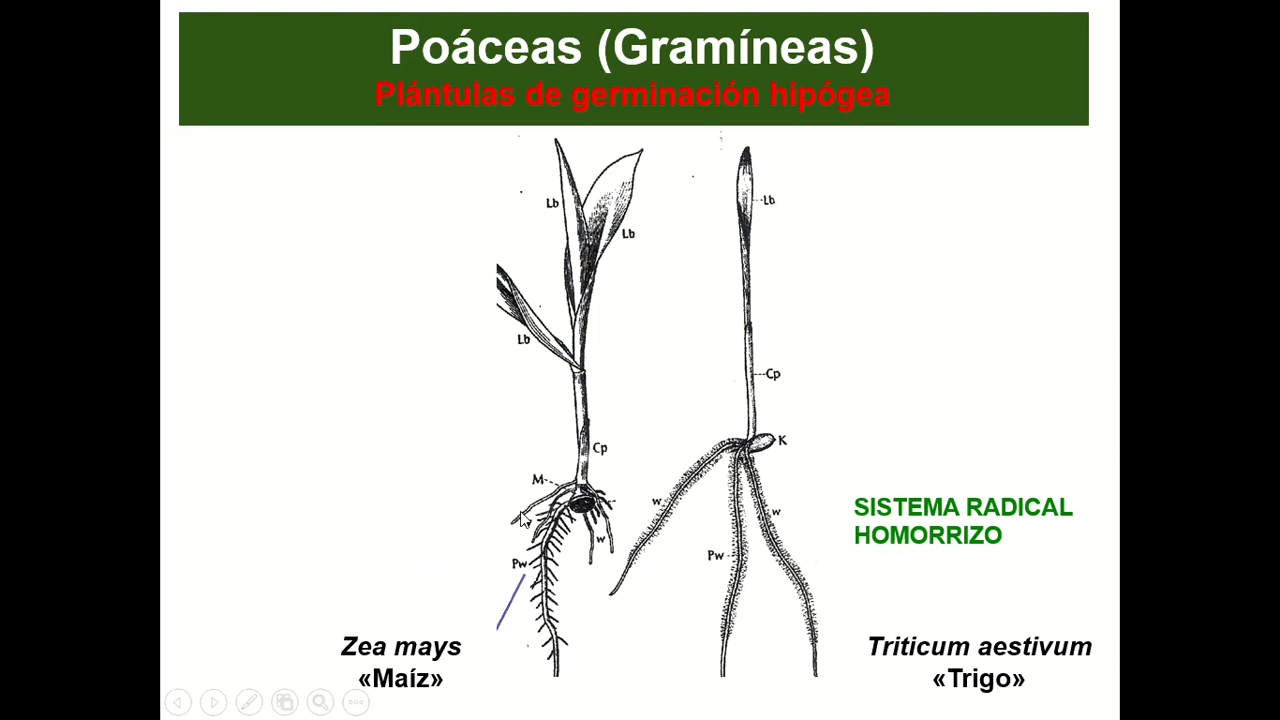 Poáceas (Gramíneas)
Plántulas de germinación hipógea
Lb
Lb
Lb
Cp
M
w
Pw
Lb
Cp
K
w
w
Pw
SISTEMA RADICAL
HOMORRIZO
Zea mays
«Maíz»
Triticum aestivum
«Trigo»